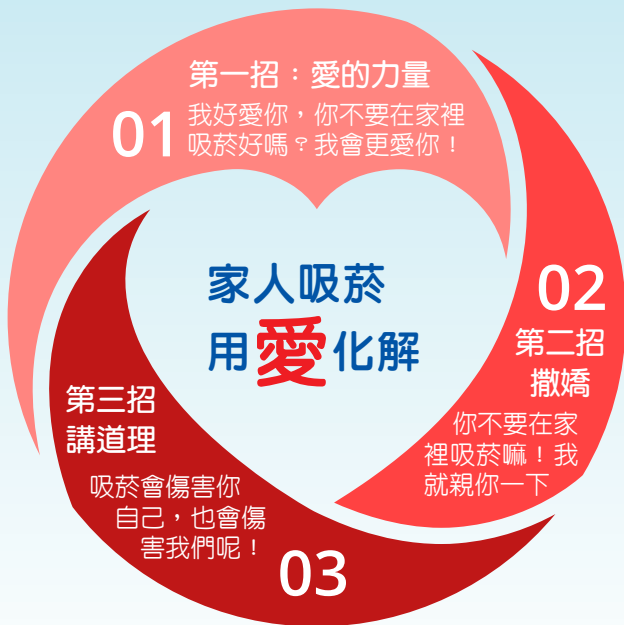 第一招：愛的力量
01
我好愛你，你不要在家裡
吸菸好嗎？我會更愛你！
家人吸菸
用愛化解
02
第二招
撒嬌
你不要在家
裡吸菸嘛！我
就親你一下
第三招
講道理
吸菸會傷害你
自己，也會傷
害我們呢！
03